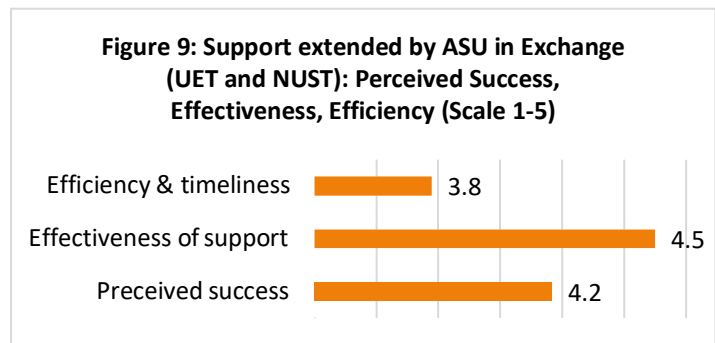 Figure 9: Support extended by ASU in Exchange
(UET and NUST): Perceived Success,
Effectiveness, Efficiency (Scale 1-5)
Efficiency & timeliness 3.8
Effectiveness of support 4.5
Preceived success 4.2